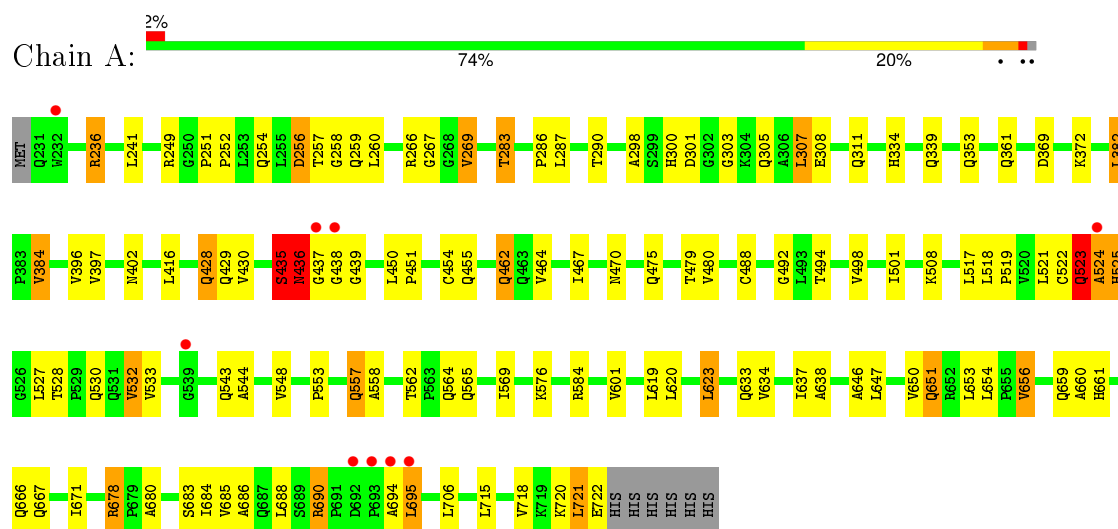 2%
Chain A:
74% 20% • ••
MET Q231 W232 R236 L241 R249 G250 P251 P252 L253 Q254 L255 D256 T257 G258 Q259 L260 R266 G267 G268 V269 T283 P286 L287 T290 A298 S299 H300 D301 G302 G303 K304 Q305 A306 L307 E308 Q311 H334 Q339 Q353 Q361 D369 K372 L382
P383 V384 V396 V397 N402 L416 Q428 Q429 V430 S435 N436 G437 G438 G439 L450 P451 C454 Q455 Q462 Q463 V464 I467 N470 Q475 T479 V480 C488 G492 L493 T494 V498 I501 K508 L517 L518 P519 V520 L521 C522 Q523 A524 H525
G526 L527 T528 P529 Q530 Q531 V532 V533 G539 Q543 A544 V548 P553 Q557 A558 T562 P563 Q564 Q565 I569 K576 R584 V601 L619 L620 L623 Q633 V634 I637 A638 A646 L647 V650 Q651 R652 L653 L654 P655 V656 Q659 A660 H661
Q666 Q667 I671 R678 P679 A680 S683 I684 V685 A686 Q687 L688 S689 R690 P691 D692 P693 A694 L695 L706 L715 V718 K719 K720 L721 E722 HIS HIS HIS HIS HIS HIS